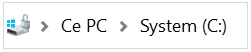 Ce PC > System (C:)